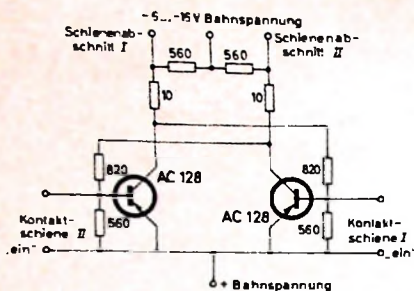 - 5...-15V Bahnspannung
Schienenab-
schnitt I
Schienenab-
schnitt II
560
560
10
10
820
AC 128
820
560
AC 128
560
Kontakt-
schiene II
„ein"
Kontakt-
schiene I
„ein"
+ Bahnspannung